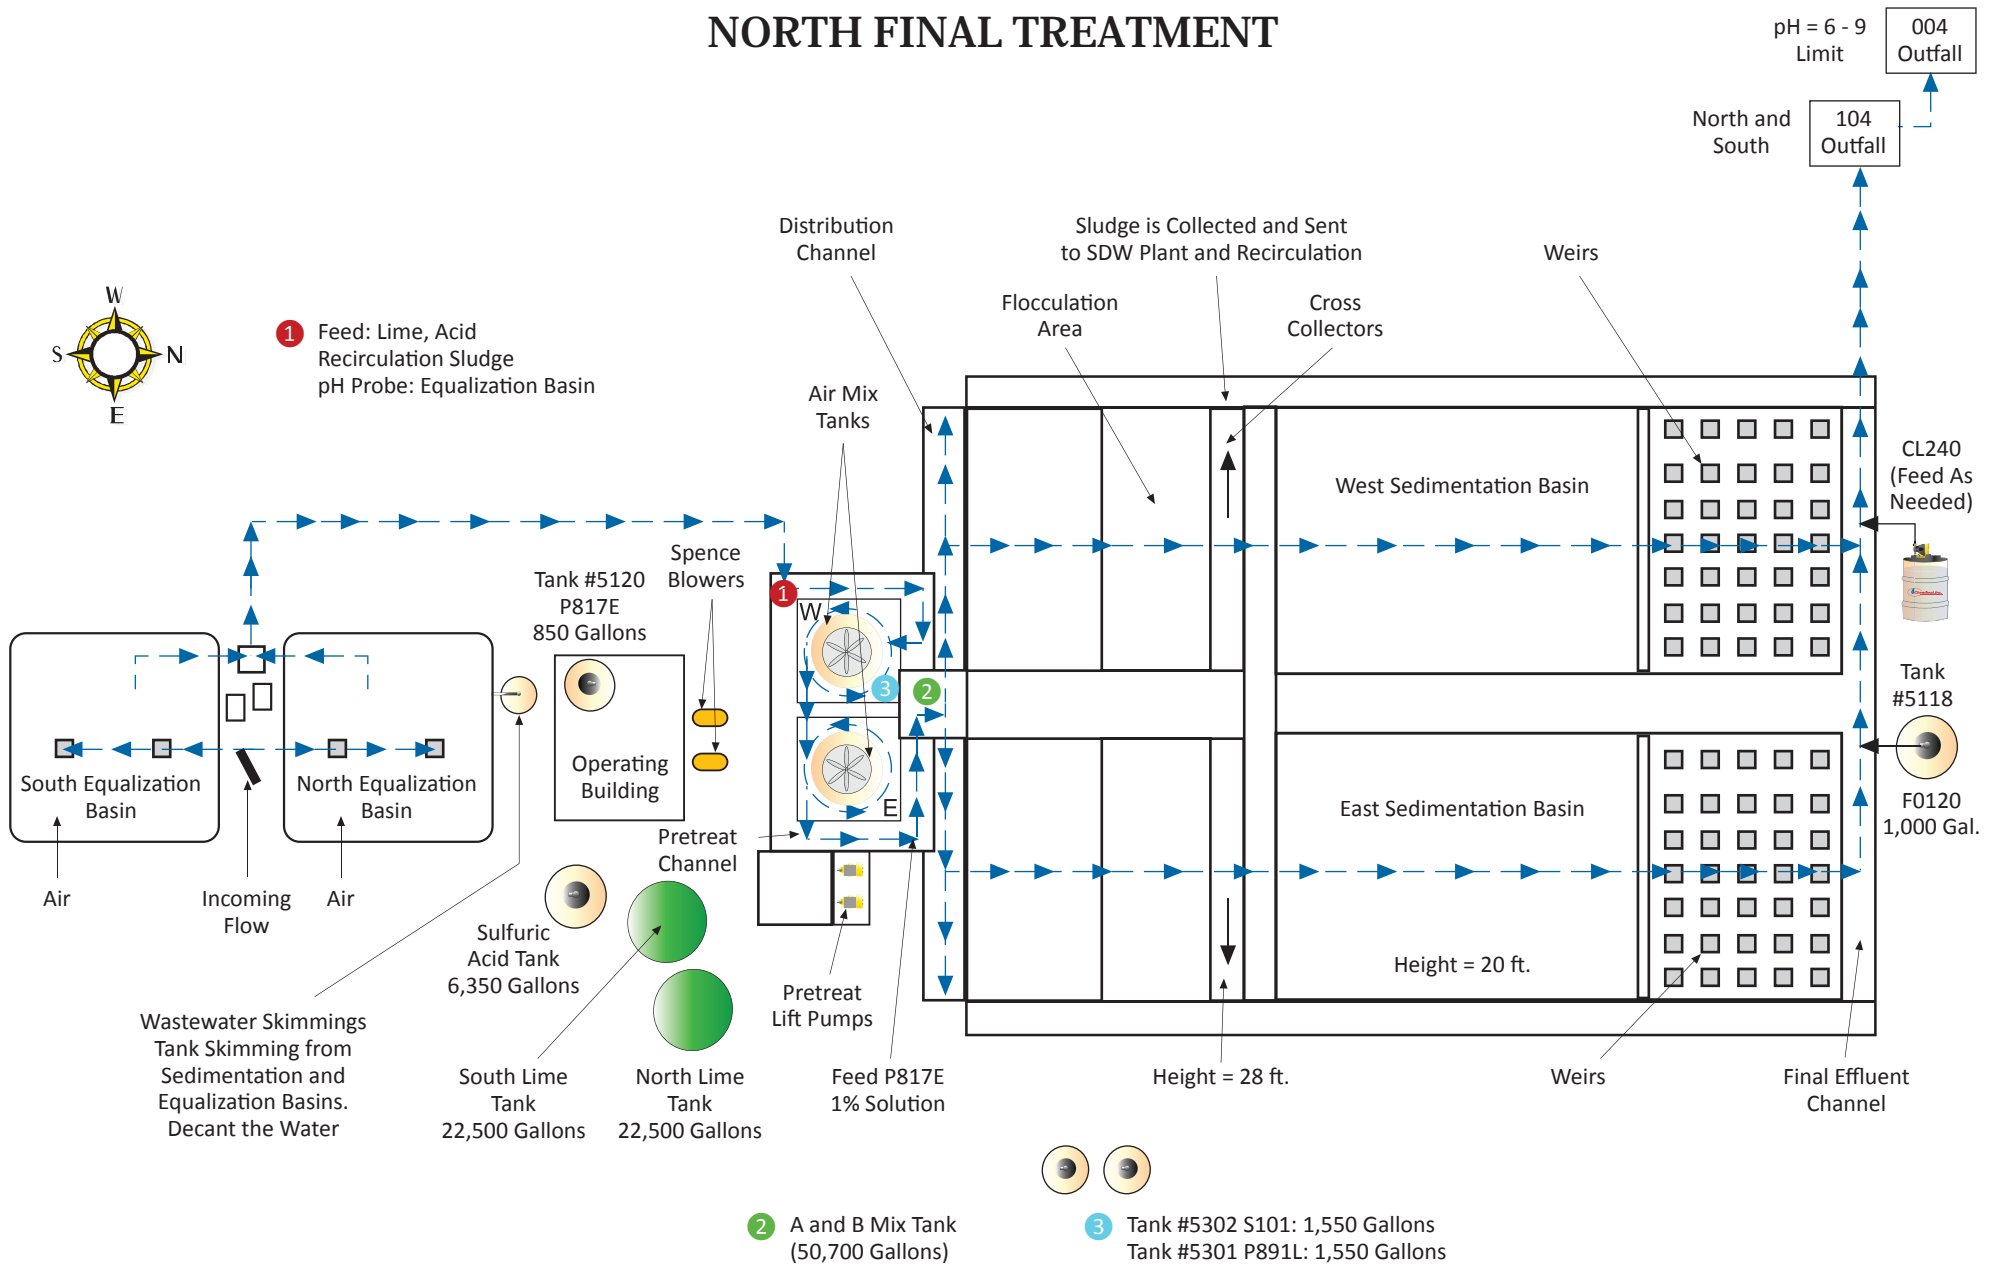 NORTH FINAL TREATMENT
pH = 6 - 9
Limit
004
Outfall
North and
South
104
Outfall
Distribution
Channel
Sludge is Collected and Sent
to SDW Plant and Recirculation
Weirs
Flocculation
Area
Cross
Collectors
W
S
N
E
1
Feed: Lime, Acid
Recirculation Sludge
pH Probe: Equalization Basin
Air Mix
Tanks
CL240
(Feed As
Needed)
West Sedimentation Basin
Spence
Blowers
Tank #5120
P817E
850 Gallons
1
W
3
2
E
Tank
#5118
F0120
1,000 Gal.
Operating
Building
South Equalization
Basin
North Equalization
Basin
East Sedimentation Basin
Pretreat
Channel
Air
Incoming
Flow
Air
Sulfuric
Acid Tank
6,350 Gallons
Height = 20 ft.
Pretreat
Lift Pumps
Wastewater Skimmings
Tank Skimming from
Sedimentation and
Equalization Basins.
Decant the Water
South Lime
Tank
22,500 Gallons
North Lime
Tank
22,500 Gallons
Feed P817E
1% Solution
Height = 28 ft.
Weirs
Final Effluent
Channel
2
A and B Mix Tank
(50,700 Gallons)
3
Tank #5302 S101: 1,550 Gallons
Tank #5301 P891L: 1,550 Gallons